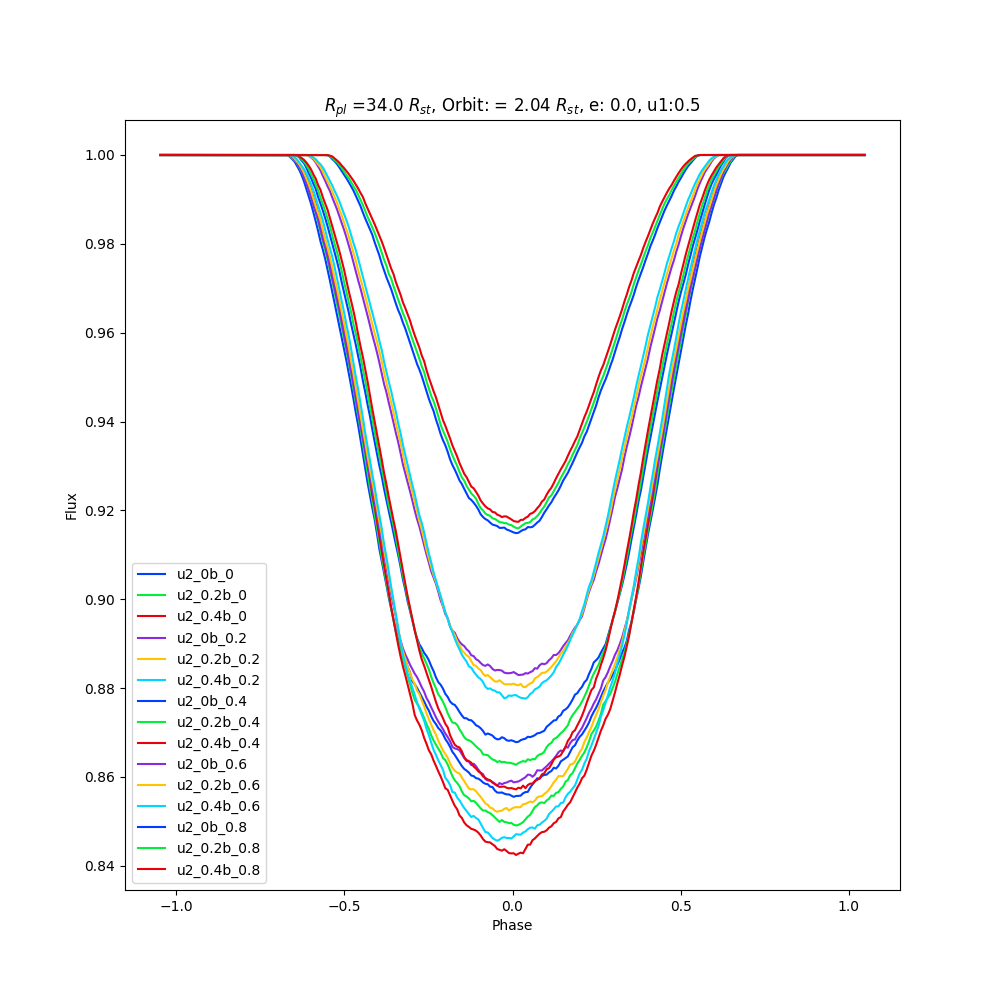 R_pl =34.0 R_st, Orbit: = 2.04 R_st, e: 0.0, u1:0.5
Flux
1.00
0.98
0.96
0.94
0.92
0.90
0.88
0.86
0.84
u2_0b_0
u2_0.2b_0
u2_0.4b_0
u2_0b_0.2
u2_0.2b_0.2
u2_0.4b_0.2
u2_0b_0.4
u2_0.2b_0.4
u2_0.4b_0.4
u2_0b_0.6
u2_0.2b_0.6
u2_0.4b_0.6
u2_0b_0.8
u2_0.2b_0.8
u2_0.4b_0.8
−1.0 −0.5 0.0 0.5 1.0
Phase